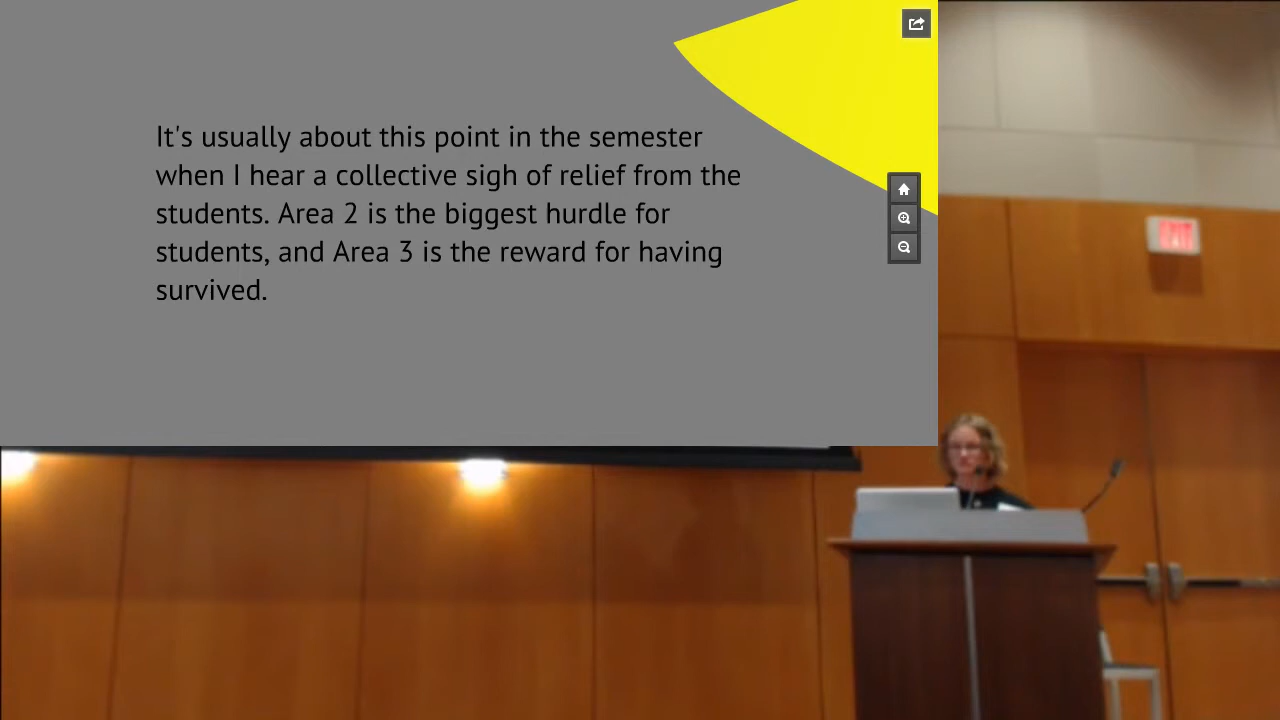 It's usually about this point in the semester
when I hear a collective sigh of relief from the
students. Area 2 is the biggest hurdle for
students, and Area 3 is the reward for having
survived.
EXIT